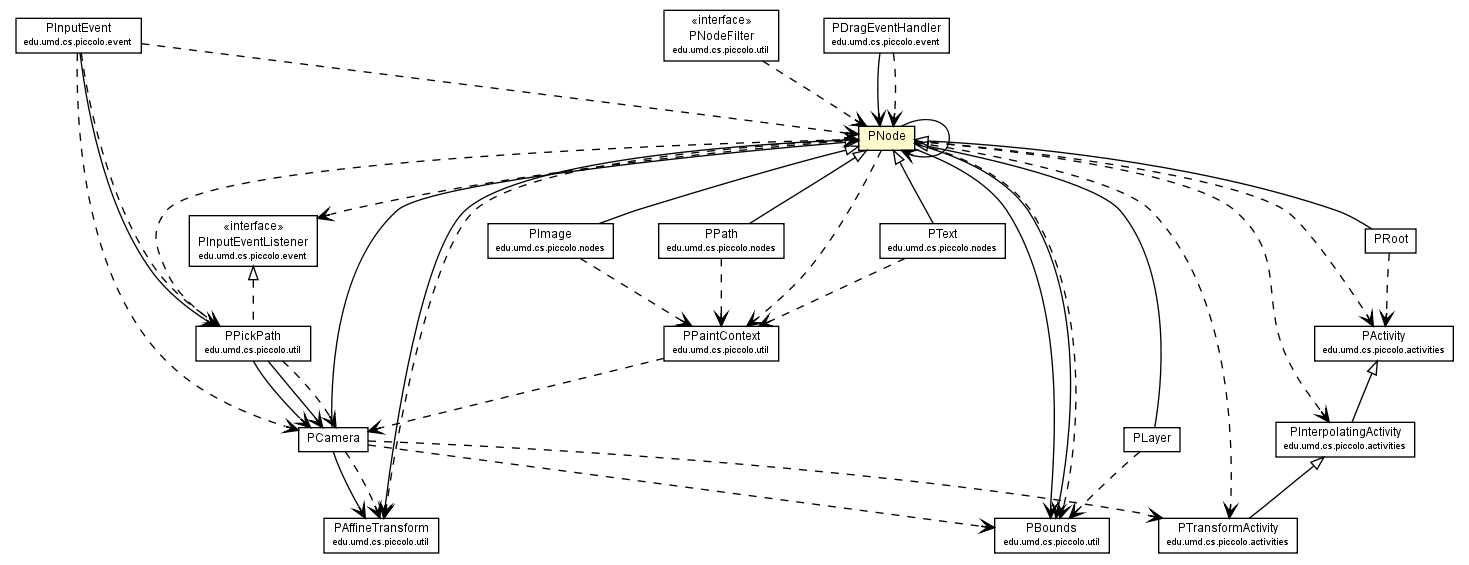 PInputEvent
edu.umd.cs.piccolo.event
«interface»
PNodeFilter
edu.umd.cs.piccolo.util
PDragEventHandler
edu.umd.cs.piccolo.event
PNode
«interface»
PInputEventListener
edu.umd.cs.piccolo.event
PImage
edu.umd.cs.piccolo.nodes
PPath
edu.umd.cs.piccolo.nodes
PText
edu.umd.cs.piccolo.nodes
PRoot
PPickPath
edu.umd.cs.piccolo.util
PPaintContext
edu.umd.cs.piccolo.util
PActivity
edu.umd.cs.piccolo.activities
PCamera
PLayer
PInterpolatingActivity
edu.umd.cs.piccolo.activities
PAffineTransform
edu.umd.cs.piccolo.util
PBounds
edu.umd.cs.piccolo.util
PTransformActivity
edu.umd.cs.piccolo.activities